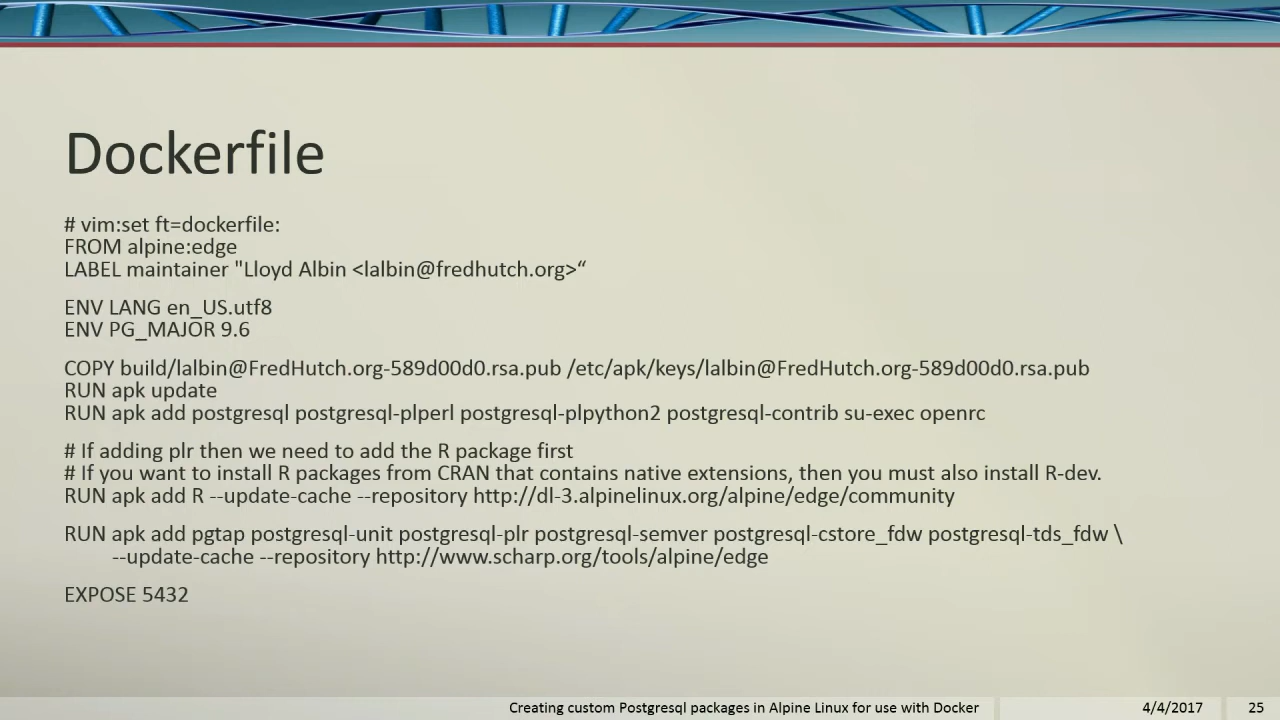 Dockerfile
# vim:set ft=dockerfile:
FROM alpine:edge
LABEL maintainer "Lloyd Albin <lalbin@fredhutch.org>“
ENV LANG en_US.utf8
ENV PG_MAJOR 9.6
COPY build/lalbin@FredHutch.org-589d00d0.rsa.pub /etc/apk/keys/lalbin@FredHutch.org-589d00d0.rsa.pub
RUN apk update
RUN apk add postgresql postgresql-plperl postgresql-plpython2 postgresql-contrib su-exec openrc
# If adding plr then we need to add the R package first
# If you want to install R packages from CRAN that contains native extensions, then you must also install R-dev.
RUN apk add R --update-cache --repository http://dl-3.alpinelinux.org/alpine/edge/community
RUN apk add pgtap postgresql-unit postgresql-plr postgresql-semver postgresql-cstore_fdw postgresql-tds_fdw \
--update-cache --repository http://www.scharp.org/tools/alpine/edge
EXPOSE 5432
Creating custom Postgresql packages in Alpine Linux for use with Docker
4/4/2017
25